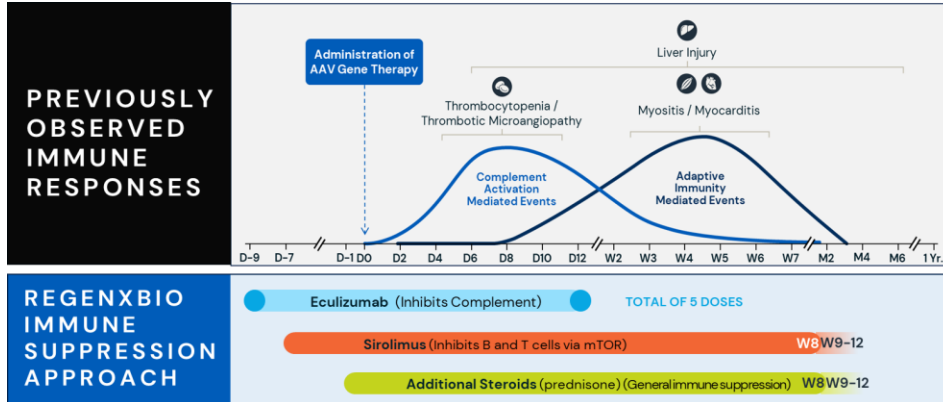 PREVIOUSLY
OBSERVED
IMMUNE
RESPONSES
Administration of
AAV Gene Therapy
Liver Injury
Thrombocytopenia /
Thrombotic Microangiopathy
Myositis / Myocarditis
Complement
Activation
Mediated Events
Adaptive
Immunity
Mediated Events
D-9 D-7 D-1 D0 D2 D4 D6 D8 D10 D12 W2 W3 W4 W5 W6 W7 M2 M4 M6 1 Yr.
REGENXBIO
IMMUNE
SUPPRESSION
APPROACH
Eculizumab (Inhibits Complement)
TOTAL OF 5 DOSES
Sirolimus (Inhibits B and T cells via mTOR)
W8 W9-12
Additional Steroids (prednisone) (General immune suppression)
W8 W9-12